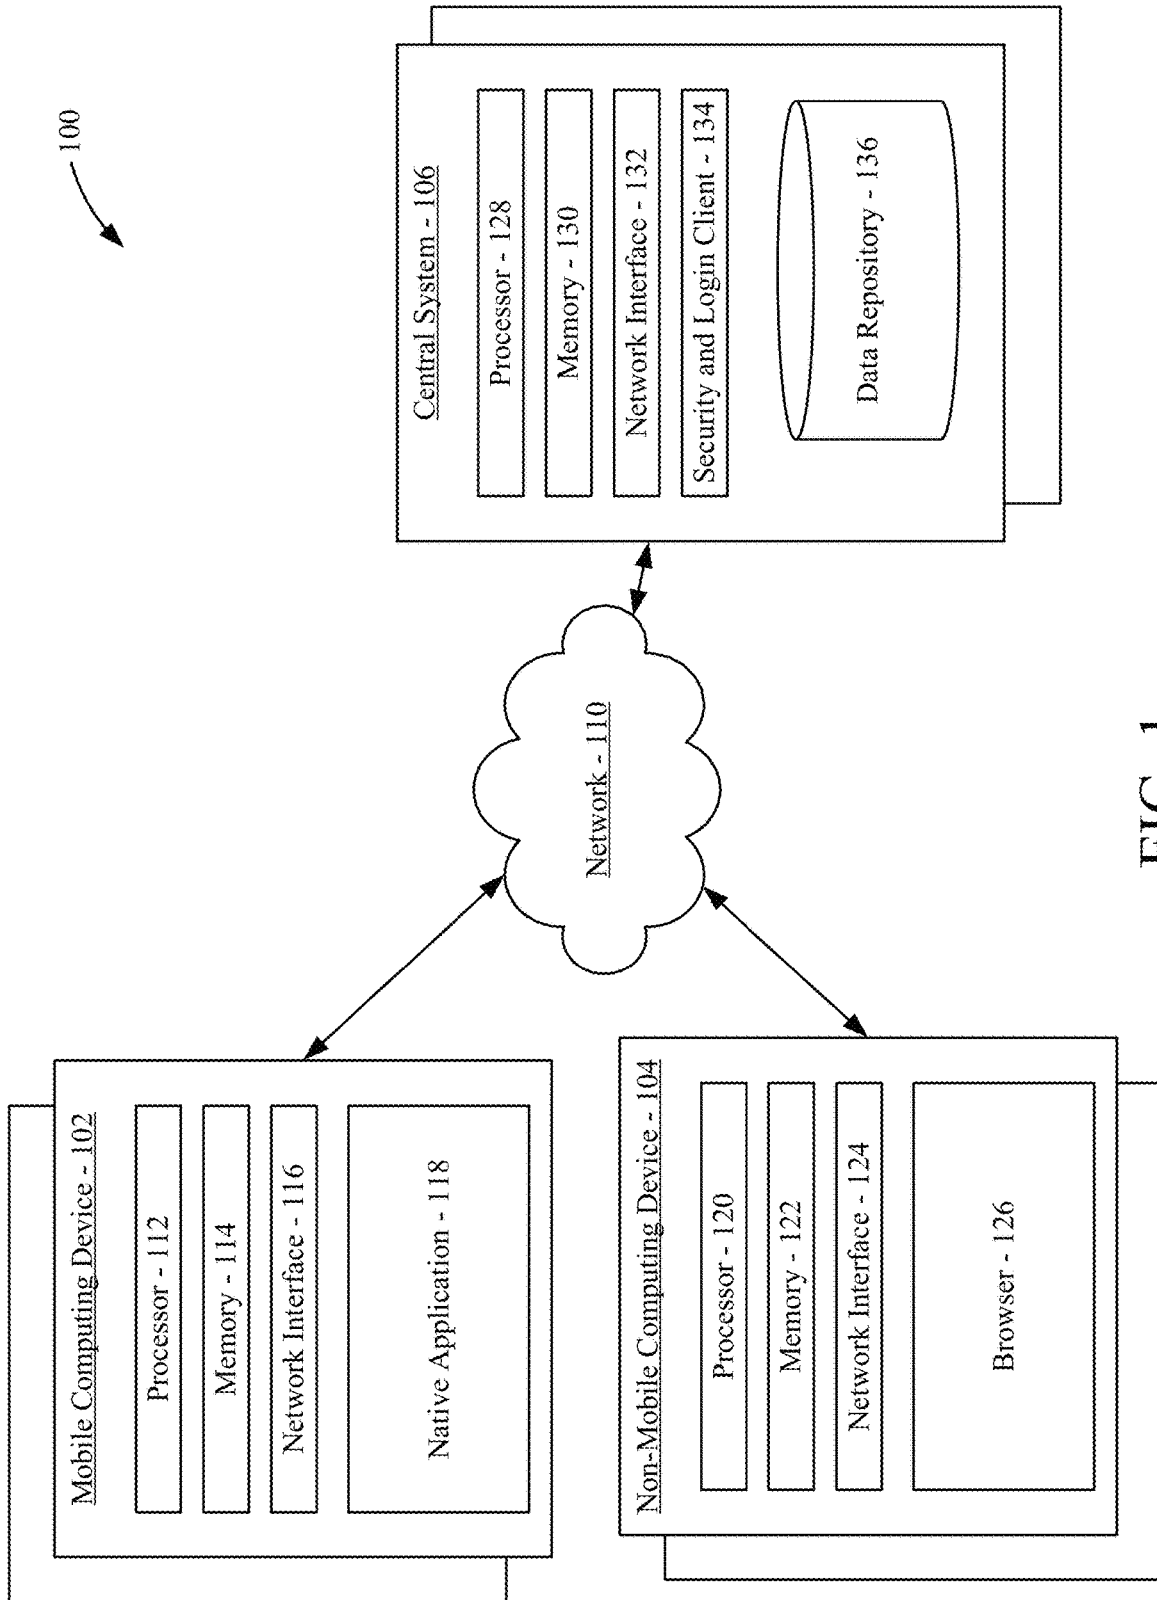 100
Mobile Computing Device - 102
Processor - 112
Memory - 114
Network Interface - 116
Native Application - 118
Non-Mobile Computing Device - 104
Processor - 120
Memory - 122
Network Interface - 124
Browser - 126
Network - 110
Central System - 106
Processor - 128
Memory - 130
Network Interface - 132
Security and Login Client - 134
Data Repository - 136
FIG. 1